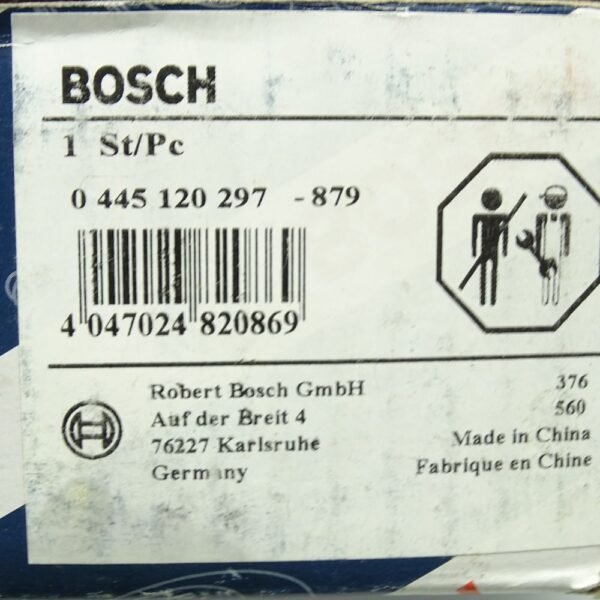 BOSCH
1 St/Pc
0 445 120 297 - 879
4 047024 820869
Robert Bosch GmbH
Auf der Breit 4
76227 Karlsruhe
Germany
376
560
Made in China
Fabrique en Chine